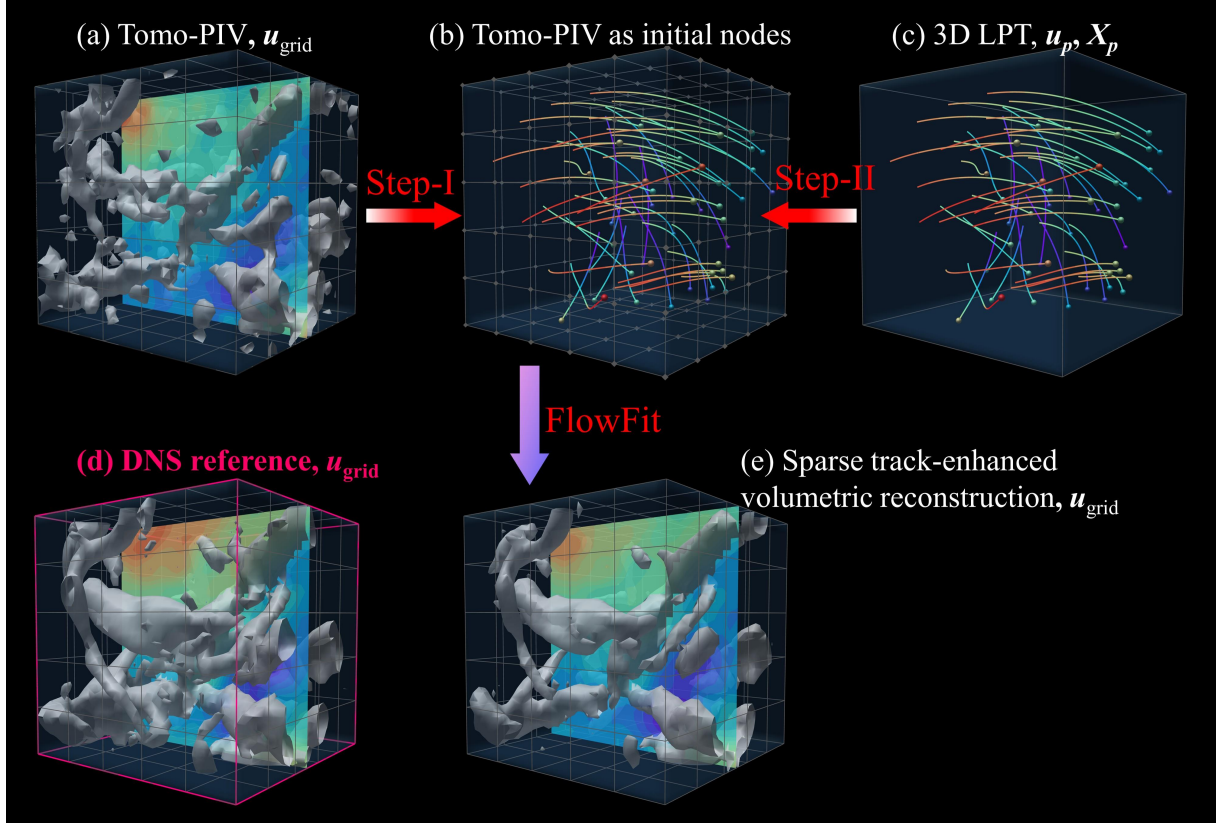 (a) Tomo-PIV, u_grid
(b) Tomo-PIV as initial nodes
(c) 3D LPT, u_p, X_p
Step-I
Step-II
FlowFit
(d) DNS reference, u_grid
(e) Sparse track-enhanced
volumetric reconstruction, u_grid